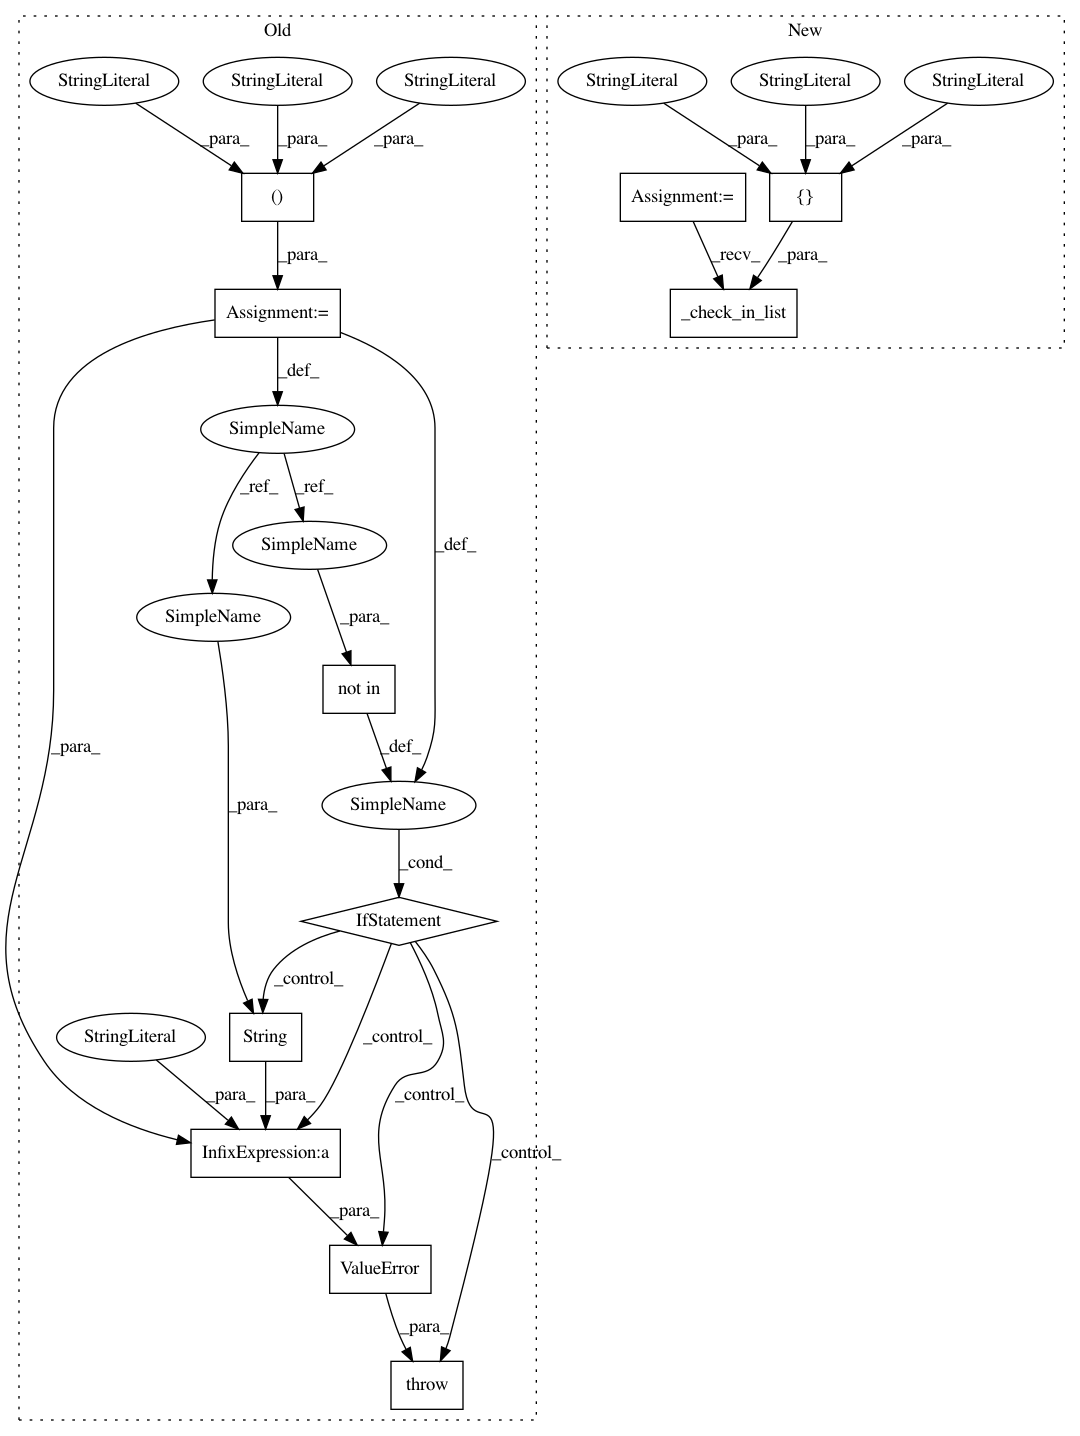 Old
New
StringLiteral StringLiteral StringLiteral
StringLiteral StringLiteral StringLiteral
_para_ _para_ _para_
_para_ _para_ _para_
()
Assignment:= {}
_para_
_recv_ _para_
Assignment:=
_check_in_list
_def_
SimpleName
_ref_ _ref_
SimpleName
_def_
SimpleName
_para_
not in
_para_
_def_
_para_
SimpleName
_cond_
IfStatement
_control_
StringLiteral
String
_control_
_para_ _para_
_control_
InfixExpression:a
_control_
_para_
ValueError
_para_
throw